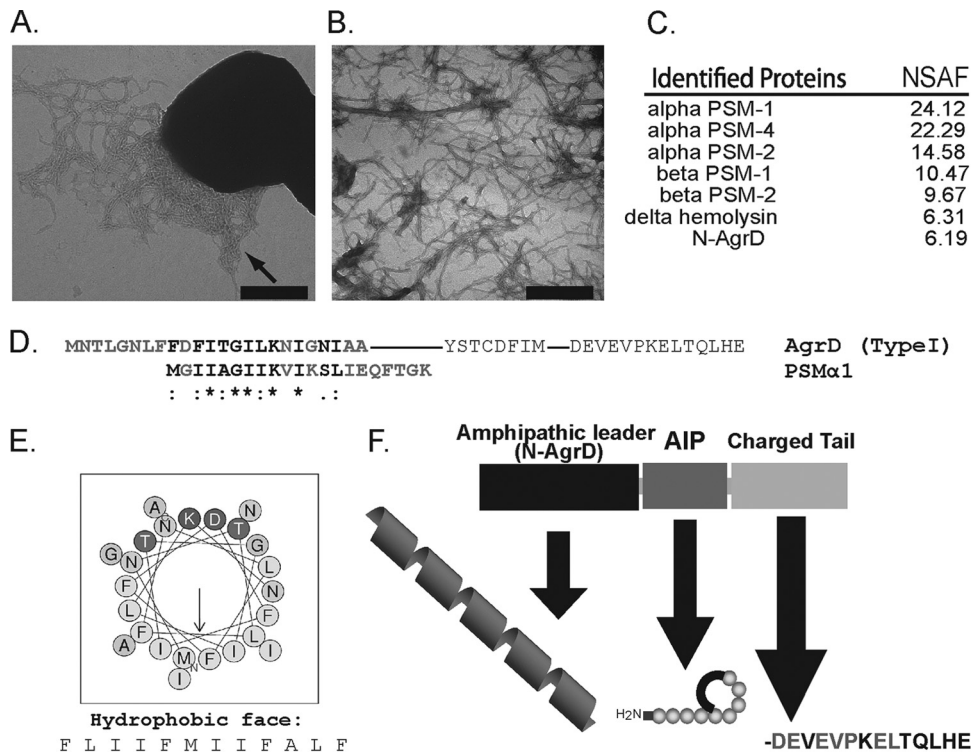 A.
B.
C.
Identified Proteins NSAF
alpha PSM-1 24.12
alpha PSM-4 22.29
alpha PSM-2 14.58
beta PSM-1 10.47
beta PSM-2 9.67
delta hemolysin 6.31
N-AgrD 6.19
D.
MNTLGNLFFDFITGILKNIGNIAA YSTCDFIM DEVEVPKELTQLHE AgrD (TypeI)
MGIIAGIIKVIKSLIEQFTGK PSMα1
: :*:**:* * .:
E.
A N K D T N
T G
G N L
F N
L F
A F I M F I L I
N
I
Hydrophobic face:
F L I I F M I I F A L F
F.
Amphipathic leader
(N-AgrD)
AIP
Charged Tail
H2N
-DEVEVPKELTQLHE